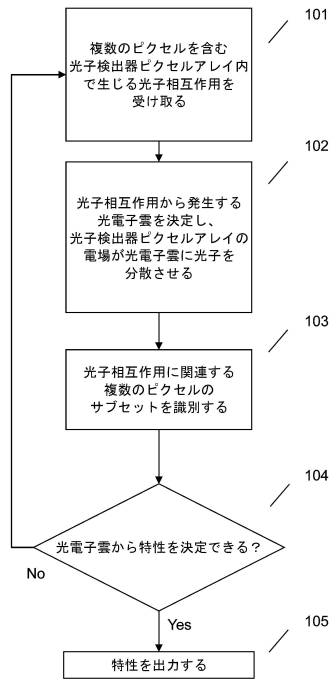 101
複数のピクセルを含む
光子検出器ピクセルアレイ内
で生じる光子相互作用を
受け取る
102
光子相互作用から発生する
光電子雲を決定し、
光子検出器ピクセルアレイの
電場が光電子雲に光子を
分散させる
103
光子相互作用に関連する
複数のピクセルの
サブセットを識別する
104
光電子雲から特性を決定できる？
No
Yes
105
特性を出力する